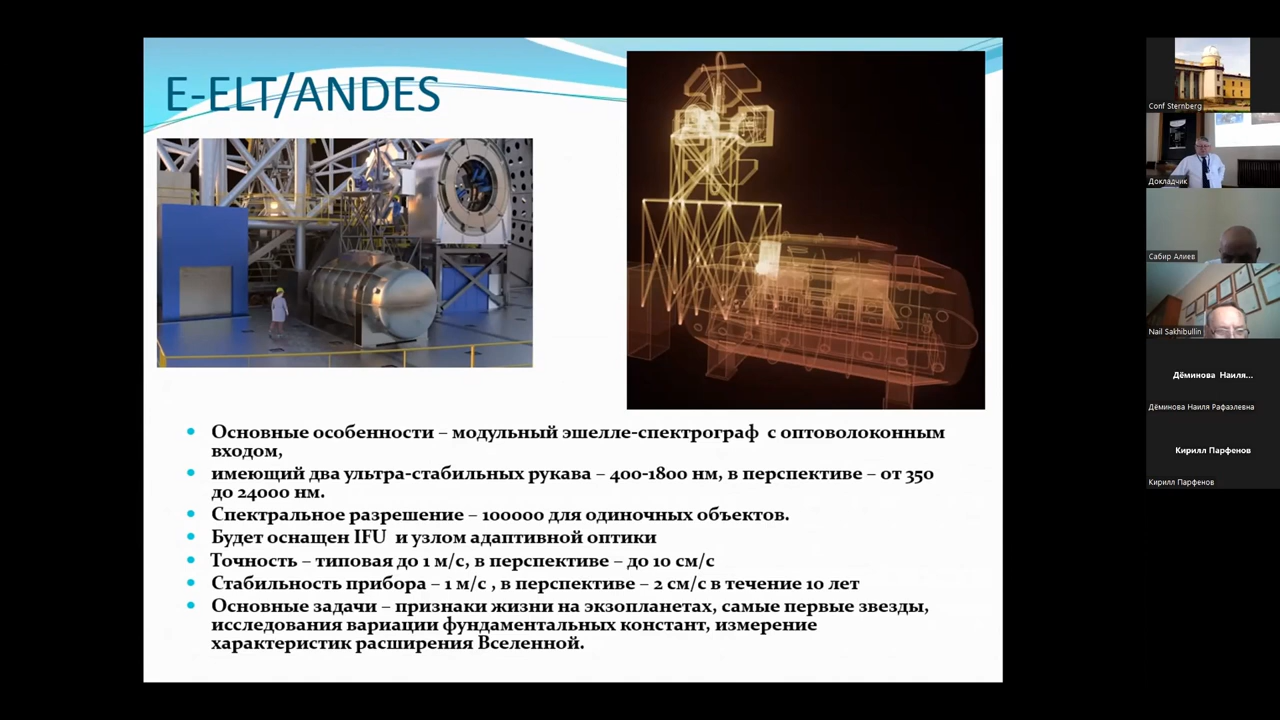 E-ELT/ANDES
Основные особенности – модульный эшелле-спектрограф с оптоволоконным
входом,
имеющий два ультра-стабильных рукава – 400-1800 нм, в перспективе – от 350
до 24000 нм.
Спектральное разрешение – 100000 для одиночных объектов.
Будет оснащен IFU и узлом адаптивной оптики
Точность – типовая до 1 м/с, в перспективе – до 10 см/с
Стабильность прибора – 1 м/с , в перспективе – 2 см/с в течение 10 лет
Основные задачи – признаки жизни на экзопланетах, самые первые звезды,
исследования вариации фундаментальных констант, измерение
характеристик расширения Вселенной.
Conf Sternberg
Докладчик
Сабир Алиев
Nail Sakhibullin
Дёминова Наиля...
Дёминова Наиля Рафаэлевна
Кирилл Парфенов
Кирилл Парфенов